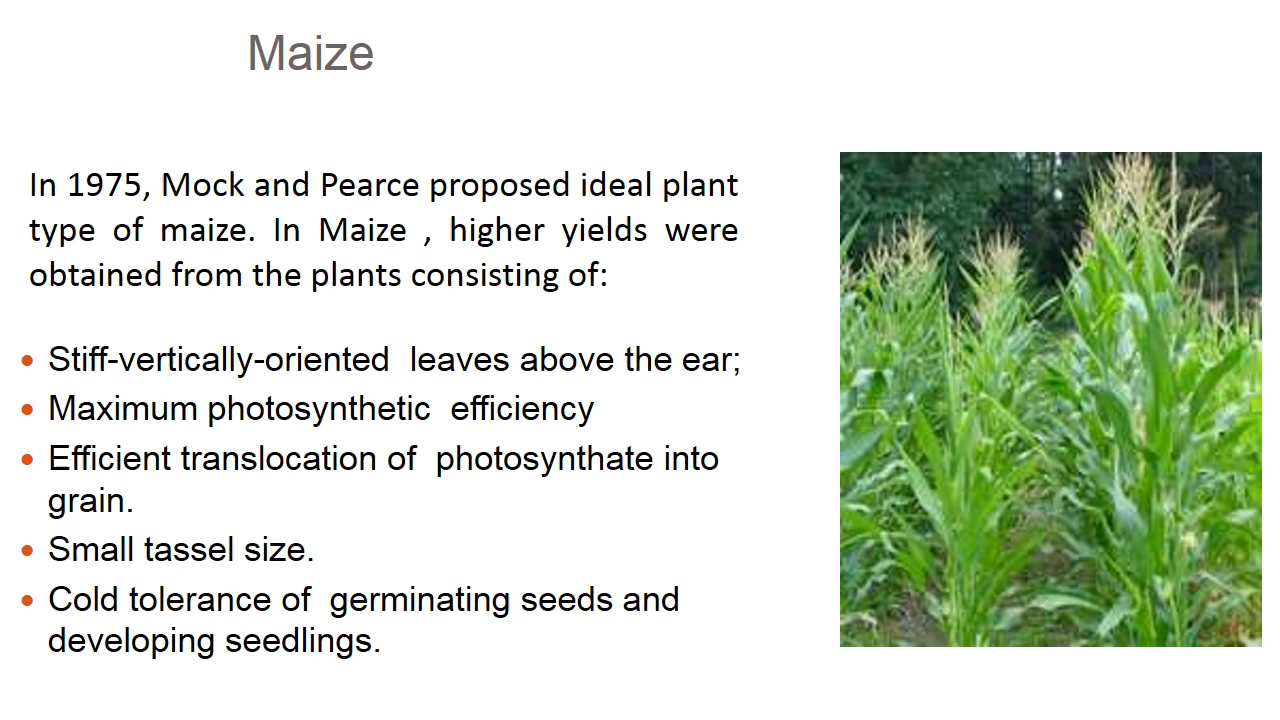 Maize
In 1975, Mock and Pearce proposed ideal plant
type of maize. In Maize , higher yields were
obtained from the plants consisting of:
• Stiff-vertically-oriented leaves above the ear;
• Maximum photosynthetic efficiency
• Efficient translocation of photosynthate into
grain.
• Small tassel size.
• Cold tolerance of germinating seeds and
developing seedlings.